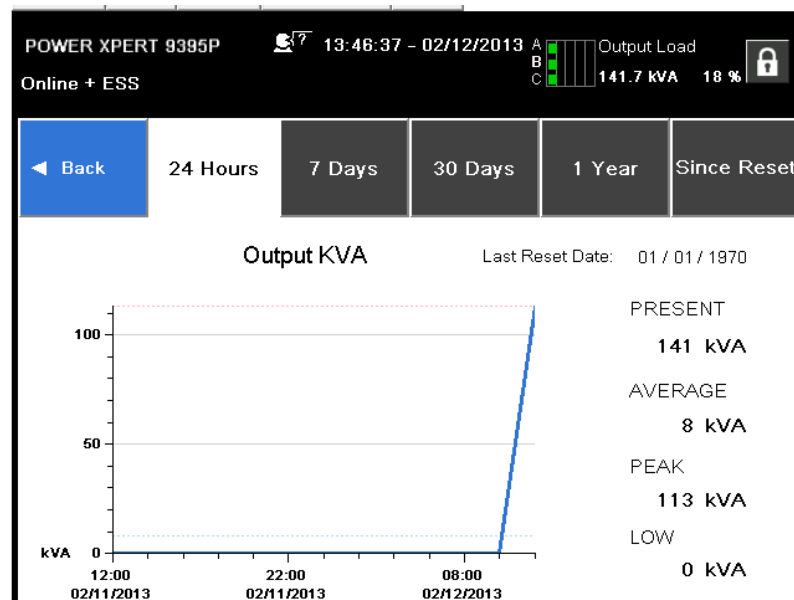 POWER XPERT 9395P
? 13:46:37 - 02/12/2013
A
B
C
Output Load
141.7 kVA 18 %
Online + ESS
◄ Back
24 Hours
7 Days
30 Days
1 Year
Since Reset
Output KVA
Last Reset Date: 01 / 01 / 1970
100
50
kVA 0
12:00
02/11/2013
22:00
02/11/2013
08:00
02/12/2013
PRESENT
141 kVA
AVERAGE
8 kVA
PEAK
113 kVA
LOW
0 kVA